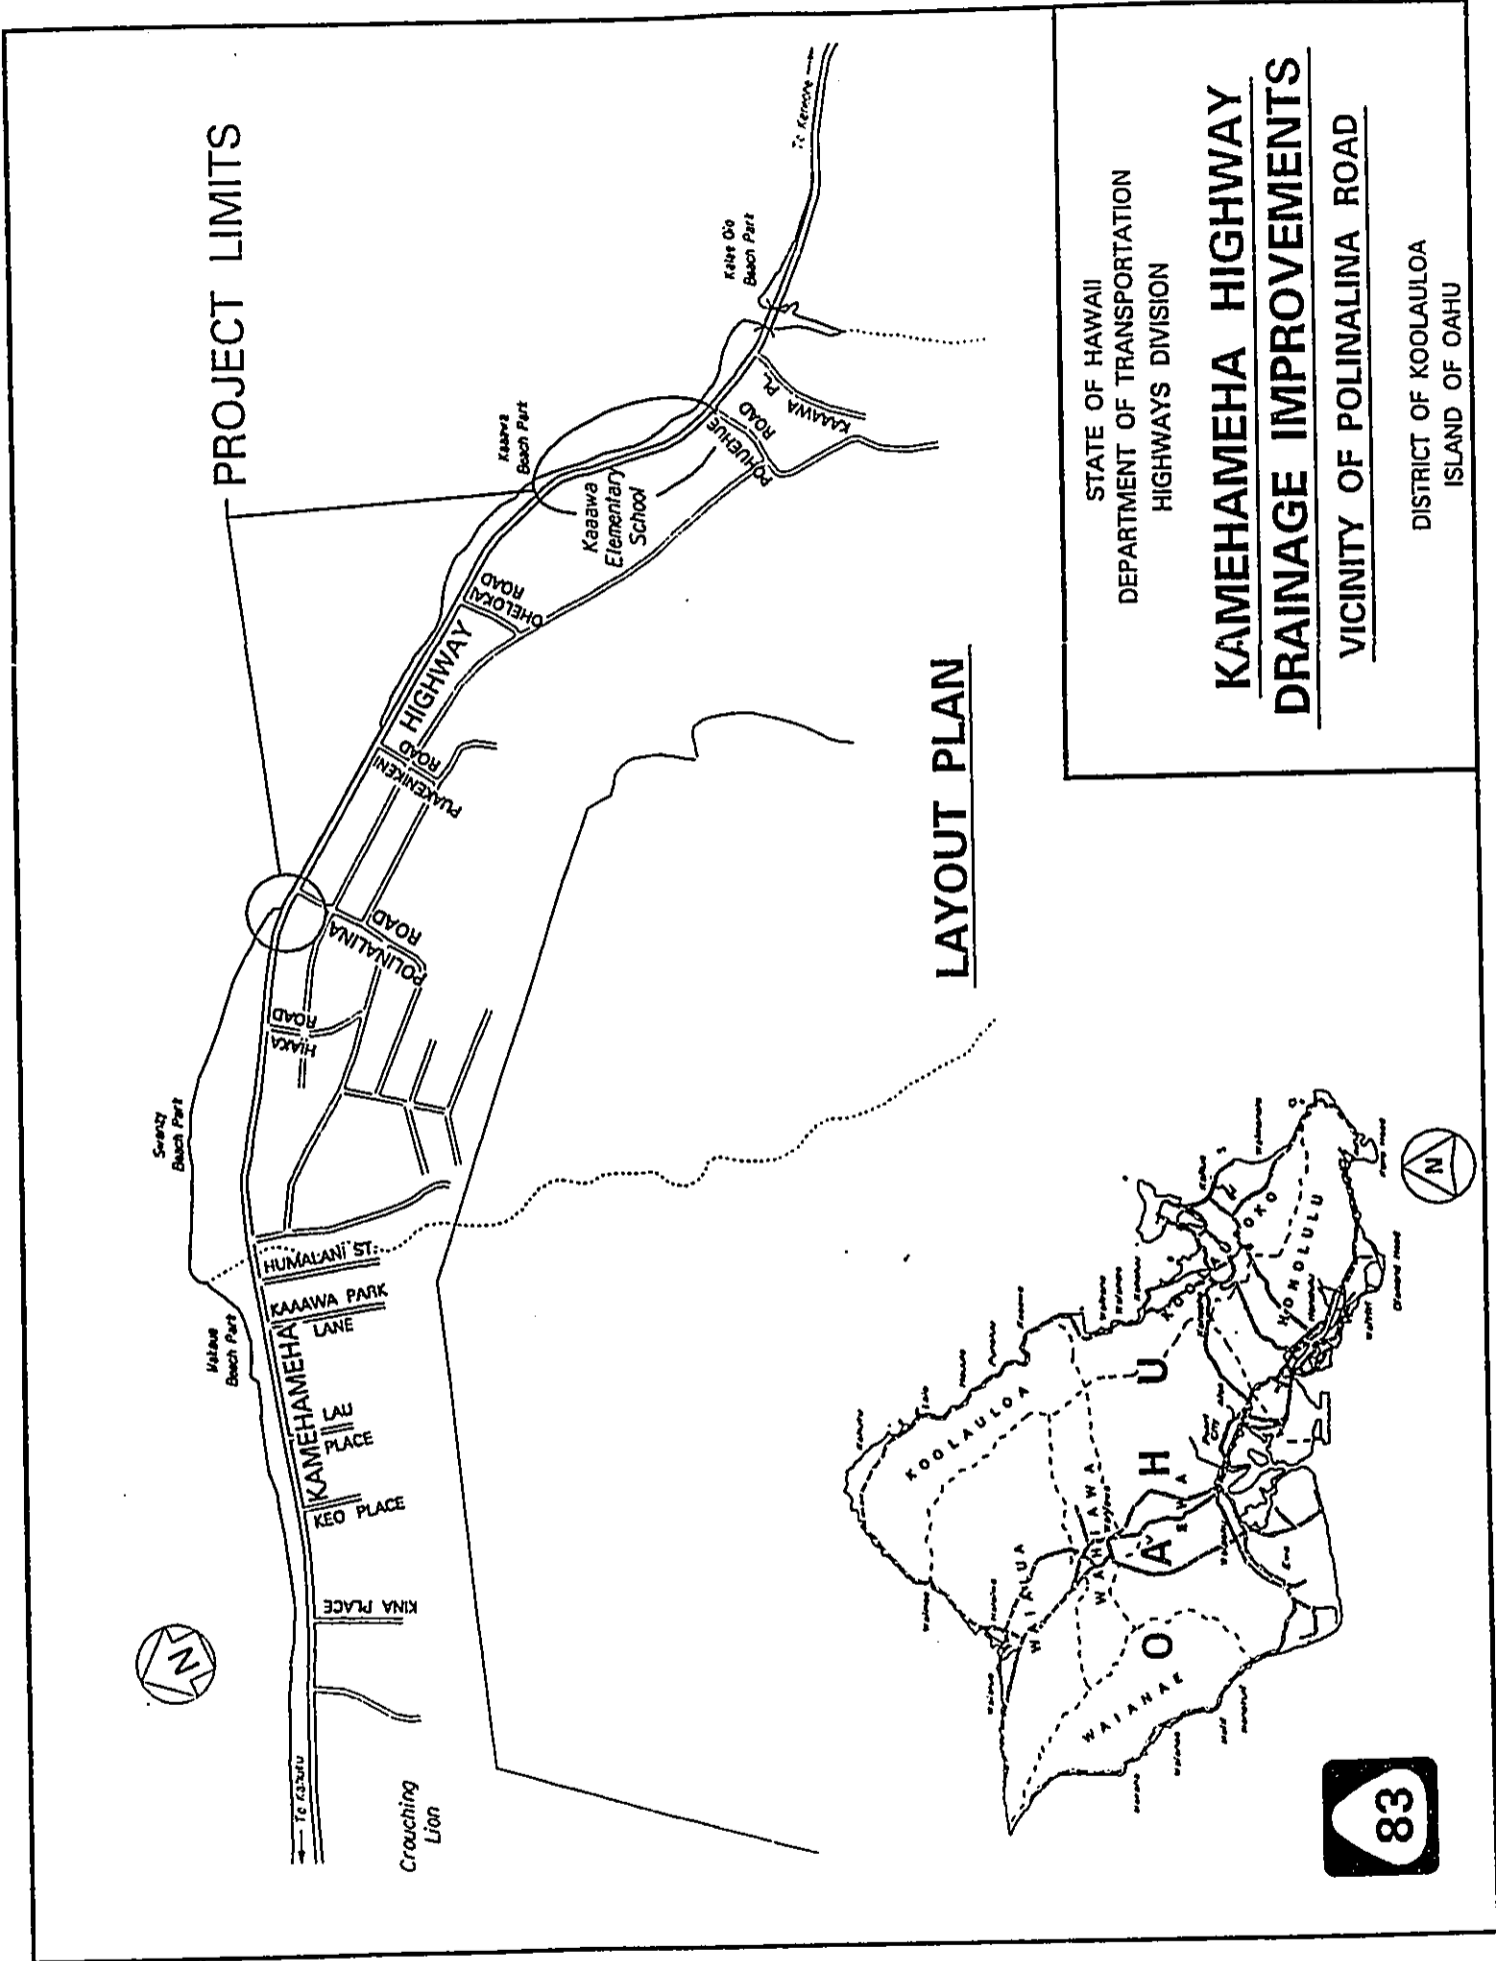 PROJECT LIMITS
To Kahuku
Crouching
Lion
N
KINA PLACE
KEO PLACE
LAU
PLACE
KAAAWA PARK
LANE
HUMALANI ST.
KAMEHAMEHA
HIGHWAY
Beach Park
Swanzy
Beach Park
HIAKA
ROAD
POLINALINA
ROAD
PUAKENIKENI
ROAD
OHELOKAI
ROAD
Kaaawa
Beach Park
Kaaawa
Elementary
School
POHUEHUE
ROAD
KAAAWA PL.
Kalae Oio
Beach Park
To Kaneohe
LAYOUT PLAN
OAHU
KOOLAULOA
WAIALUA
WAHIAWA
WAIANAE
EWA
HONOLULU
N
83
STATE OF HAWAII
DEPARTMENT OF TRANSPORTATION
HIGHWAYS DIVISION
KAMEHAMEHA HIGHWAY
DRAINAGE IMPROVEMENTS
VICINITY OF POLINALINA ROAD
DISTRICT OF KOOLAULOA
ISLAND OF OAHU